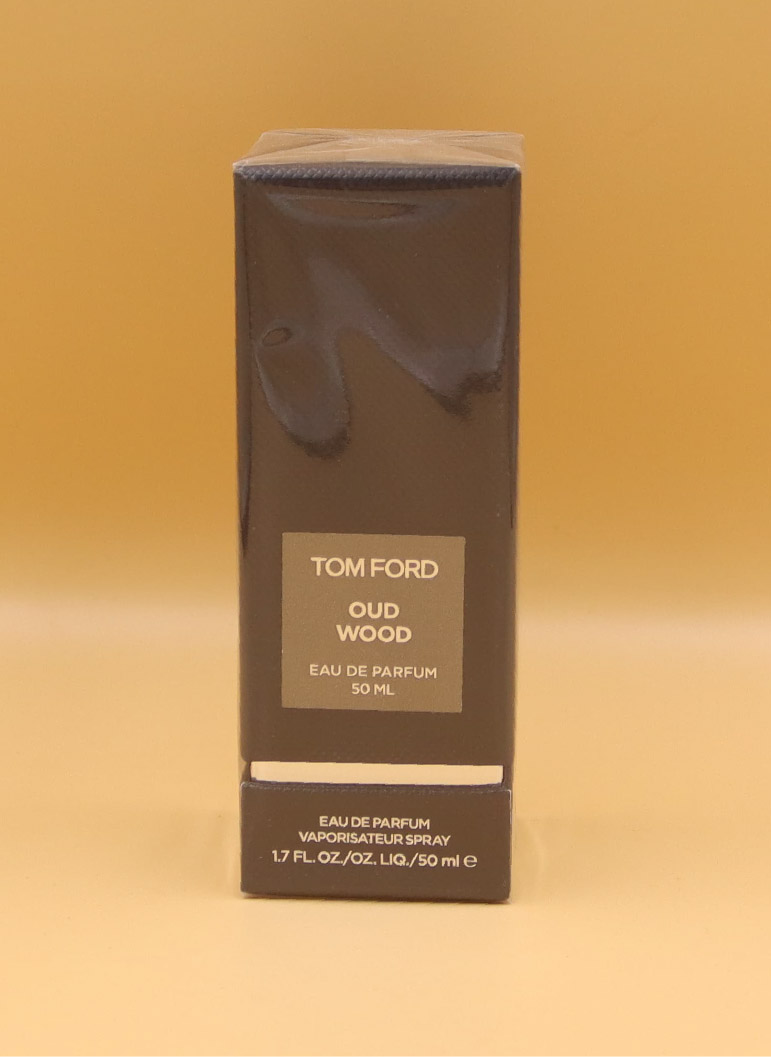 TOM FORD
OUD
WOOD
EAU DE PARFUM
50 ML
EAU DE PARFUM
VAPORISATEUR SPRAY
1.7 FL. OZ./OZ. LIQ./50 ml ℮